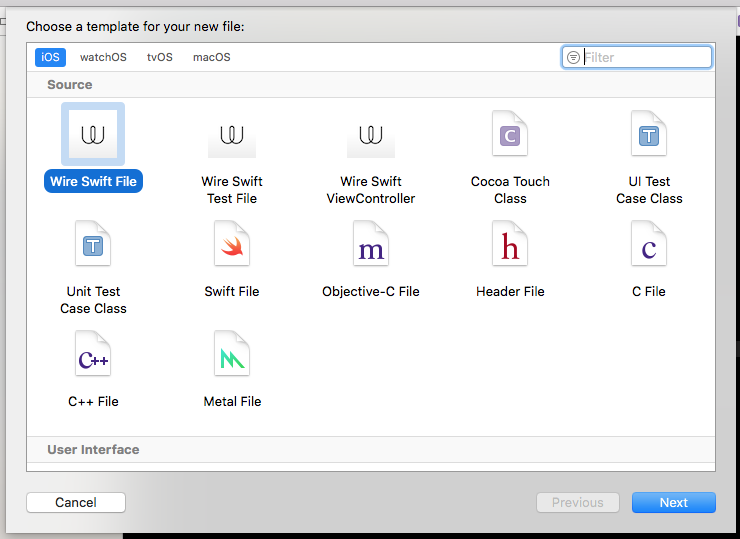 Choose a template for your new file:
iOS watchOS tvOS macOS Filter
Source
Wire Swift File
Wire Swift
Test File
Wire Swift
ViewController
C
Cocoa Touch
Class
T
UI Test
Case Class
T
Unit Test
Case Class
Swift File
m
Objective-C File
h
Header File
c
C File
C++
C++ File
Metal File
User Interface
Cancel Previous Next